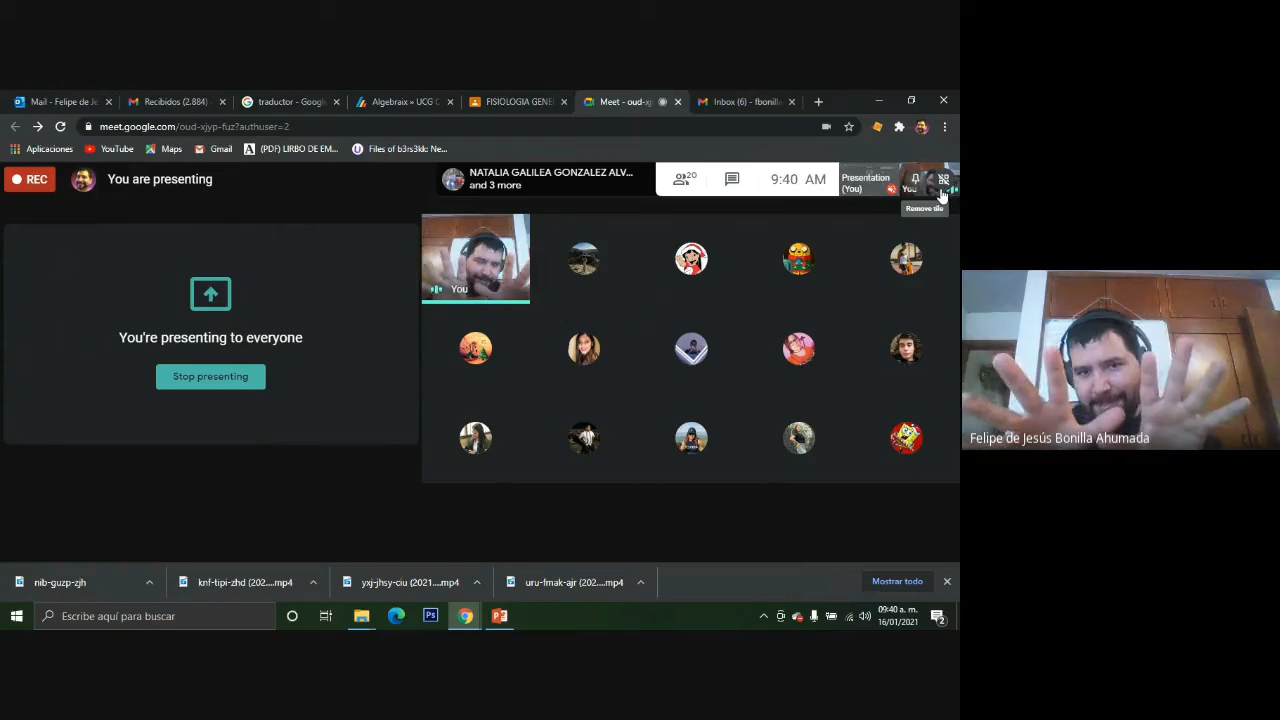 Mail - Felipe de Je
Recibidos (2.884) -
traductor - Google
Algebraix » UCG C
FISIOLOGIA GENE
Meet - oud-xj
Inbox (6) - fbonill
meet.google.com/oud-xjyp-fuz?authuser=2
Aplicaciones
YouTube
Maps
Gmail
(PDF) LIRBO DE EM...
Files of b3rs3kk: Ne...
REC
You are presenting
NATALIA GALILEA GONZALEZ ALV...
and 3 more
20
9:40 AM
Presentation
(You)
You
Remove tile
You
You're presenting to everyone
Stop presenting
Felipe de Jesús Bonilla Ahumada
nib-guzp-zjh
knf-tipi-zhd (202....mp4
yxj-jhsy-ciu (2021....mp4
uru-fmak-ajr (202....mp4
Mostrar todo
Escribe aquí para buscar
Ps
09:40 a. m.
16/01/2021
2